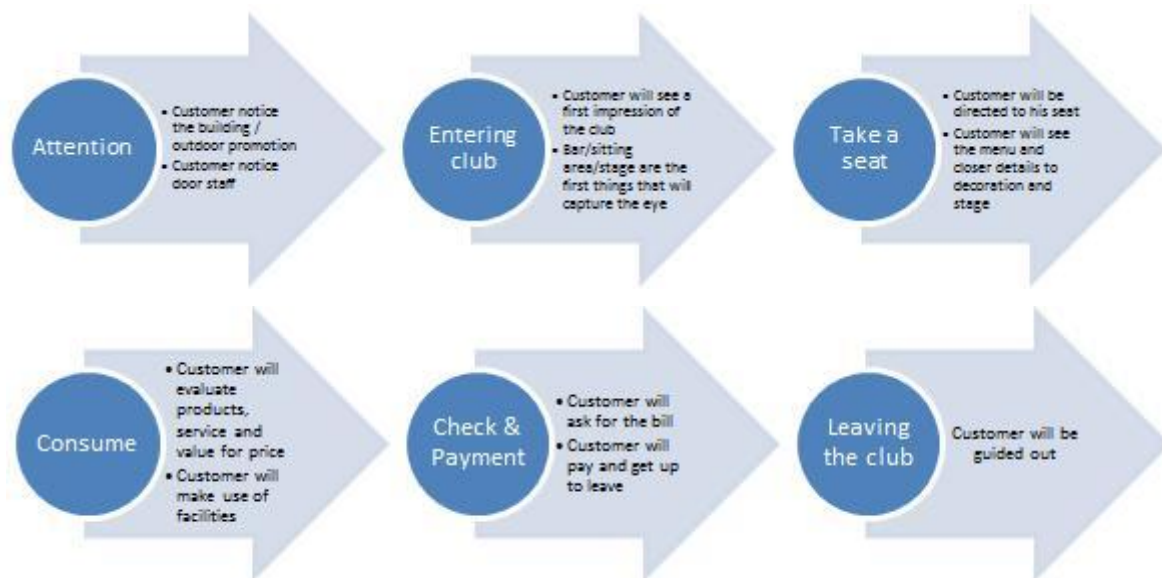 Attention
• Customer notice
the building /
outdoor promotion
• Customer notice
door staff
Entering
club
• Customer will see a
first impression of
the club
• Bar/sitting
area/stage are the
first things that will
capture the eye
Take a
seat
• Customer will be
directed to his seat
• Customer will see
the menu and
closer details to
decoration and
stage
Consume
• Customer will
evaluate
products,
service and
value for price
• Customer will
make use of
facilities
Check &
Payment
• Customer will
ask for the bill
• Customer will
pay and get up
to leave
Leaving
the club
Customer will be
guided out